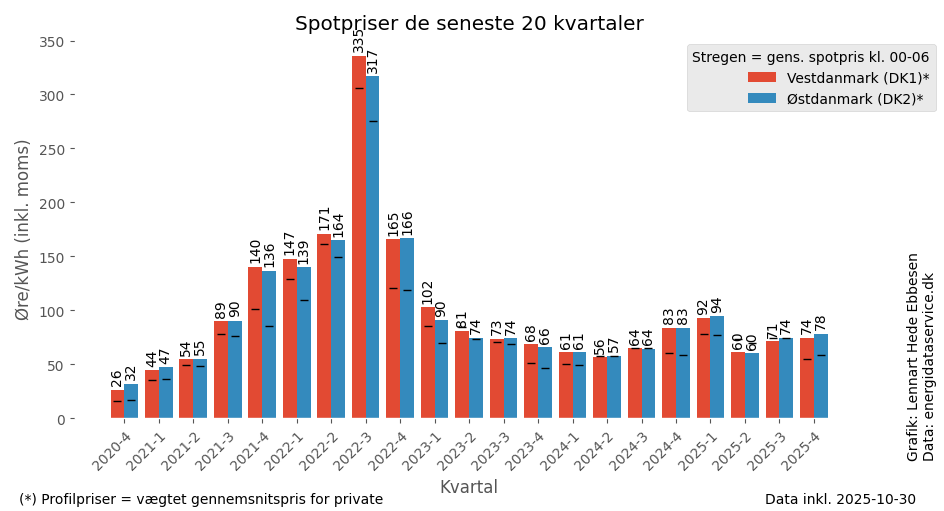 Spotpriser de seneste 20 kvartaler
Stregen = gens. spotpris kl. 00-06
Vestdanmark (DK1)*
Østdanmark (DK2)*
Øre/kWh (inkl. moms)
350
300
250
200
150
100
50
0
26 32
44 47
54 55
89 90
140 136
147 139
171 164
335 317
165 166
102 90
81 74
73 74
68 66
61 61
56 57
64 64
83 83
92 94
60 60
71 74
74 78
2020-4 2021-1 2021-2 2021-3 2021-4 2022-1 2022-2 2022-3 2022-4 2023-1 2023-2 2023-3 2023-4 2024-1 2024-2 2024-3 2024-4 2025-1 2025-2 2025-3 2025-4
Kvartal
Grafik: Lennart Hede Ebbesen
Data: energidataservice.dk
(*) Profilpriser = vægtet gennemsnitspris for private
Data inkl. 2025-10-30